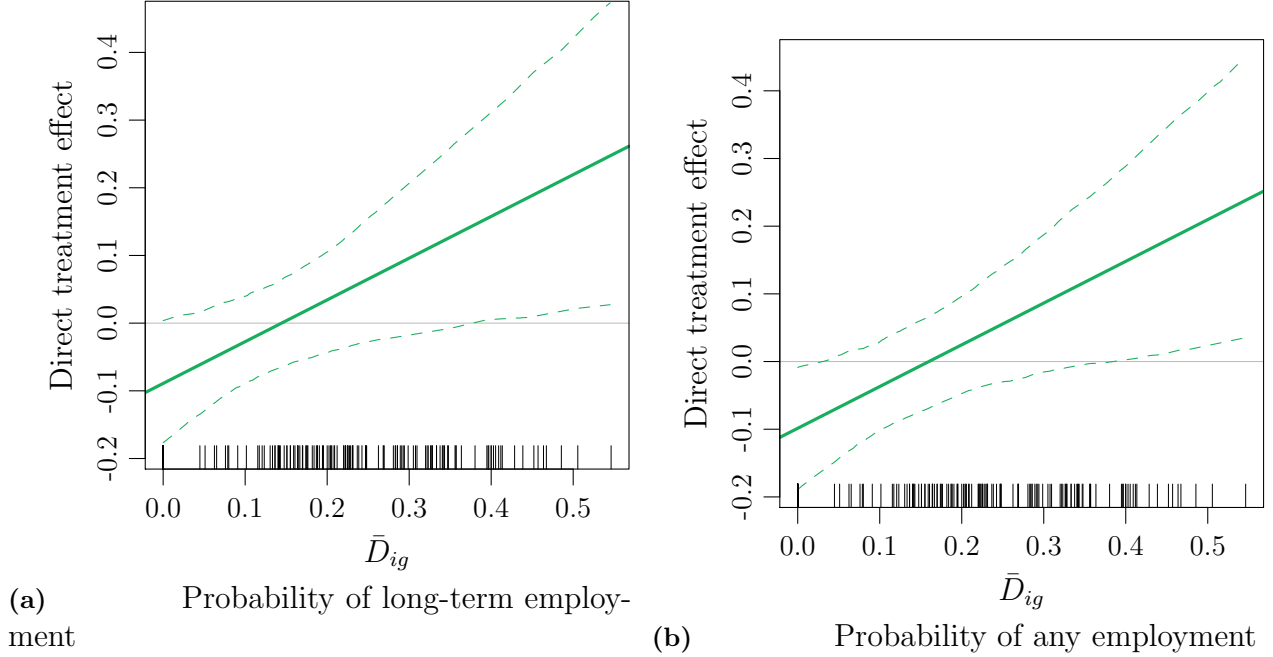 Direct treatment effect
0.4
0.3
0.2
0.1
0.0
-0.1
-0.2
0.0 0.1 0.2 0.3 0.4 0.5
D̄ig
(a) Probability of long-term employ-
ment
Direct treatment effect
0.4
0.3
0.2
0.1
0.0
-0.1
-0.2
0.0 0.1 0.2 0.3 0.4 0.5
D̄ig
(b) Probability of any employment